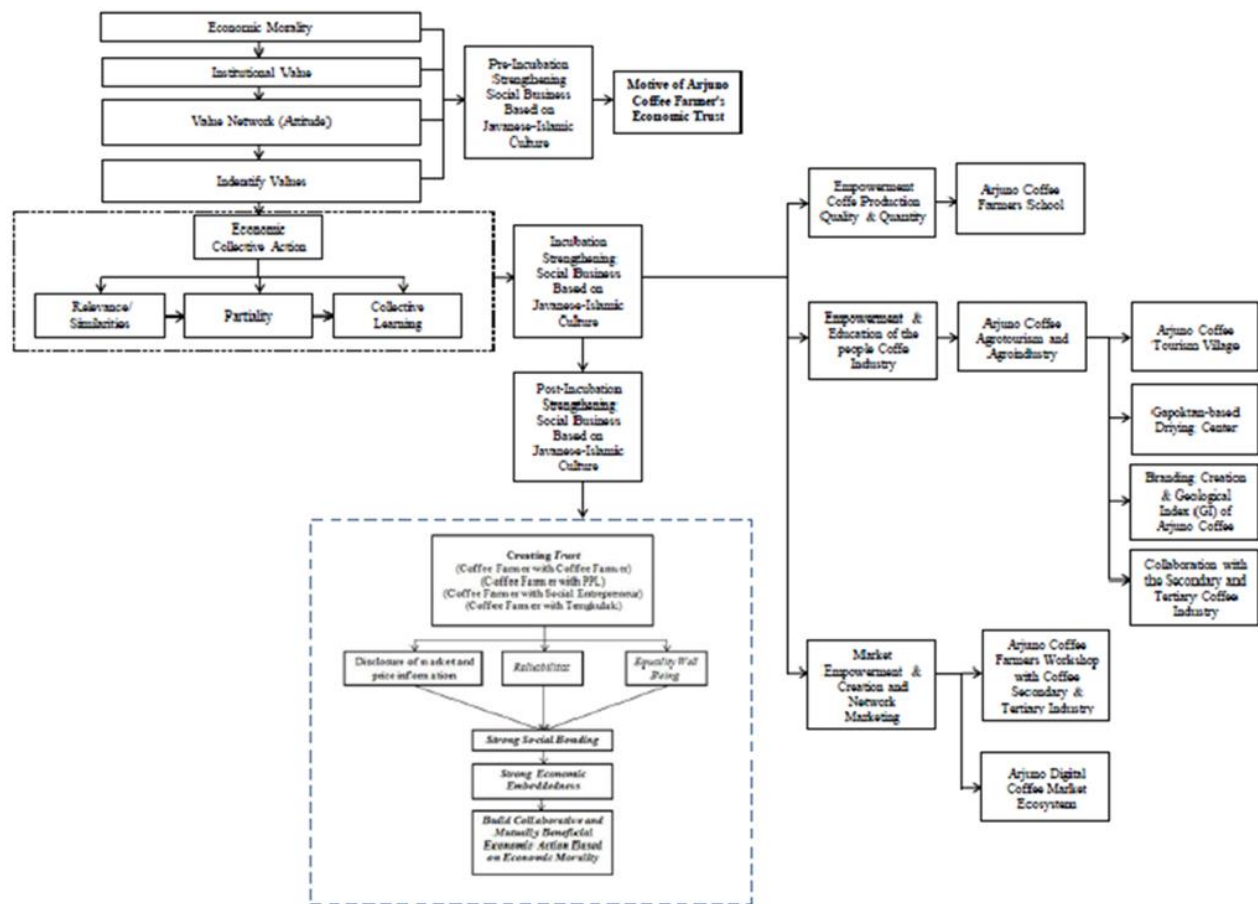 Economic Morality
Institutional Value
Value Network (Attitude)
Indentify Values
Pre-Incubation
Strengthening
Social Business
Based on
Javanese-Islamic
Culture
Motive of Arjuno
Coffee Farmer's
Economic Trust
Economic
Collective Action
Relevance/
Similarities
Partiality
Collective
Learning
Incubation
Strengthening
Social Business
Based on
Javanese-Islamic
Culture
Post-Incubation
Strengthening
Social Business
Based on
Javanese-Islamic
Culture
Creating Trust
(Coffee Farmer with Coffee Farmer)
(Coffee Farmer with PPL)
(Coffee Farmer with Social Entrepreneur)
(Coffee Farmer with Tengkulak)
Disclosure of market and
price information
Equality Well
Being
Strong Social Bonding
Strong Economic
Embeddedness
Build Collaborative and
Mutually Beneficial
Economic Action Based
on Economic Morality
Empowerment
Coffe Production
Quality & Quantity
Arjuno Coffee
Farmers School
Empowerment &
Education of the
people Coffe
Industry
Arjuno Coffee
Agrotourism and
Agroindustry
Arjuno Coffee
Tourism Village
Gapoktan-based
Driying Center
Branding Creation
& Geological
Index (GI) of
Arjuno Coffee
Collaboration with
the Secondary and
Tertiary Coffee
Industry
Market
Empowerment &
Creation and
Network
Marketing
Arjuno Coffee
Farmers Workshop
with Coffee
Secondary &
Tertiary Industry
Arjuno Digital
Coffee Market
Ecosystem